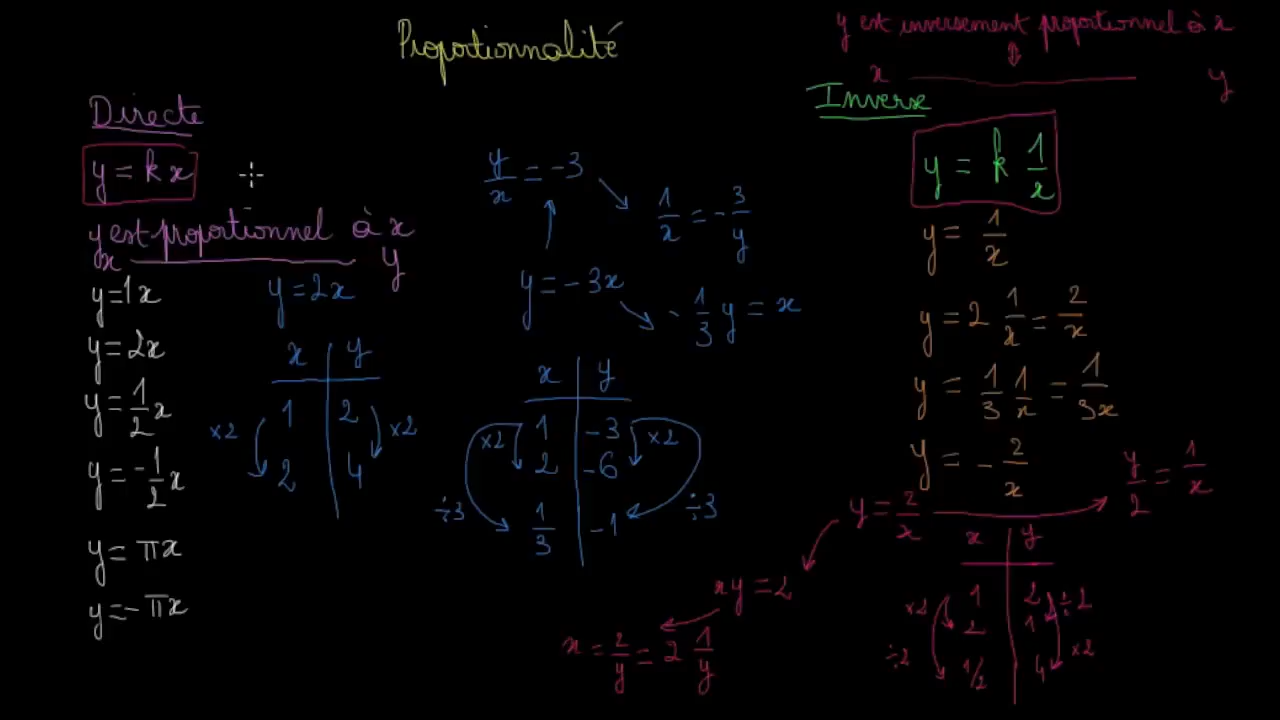 Proportionnalité
Directe
y = k x
y est proportionnel à x
x y
y = 1x
y = 2x
y = 1/2 x
y = -1/2 x
y = πx
y = -πx
y = 2x
x y
1 2
2 4
×2 ×2
y/x = -3
1/x = -3/y
y = -3x
-1/3 y = x
x y
1 -3
2 -6
1/3 -1
×2 ×2
÷3 ÷3
y est inversement proportionnel à x
⇕
x y
Inverse
y = k 1/x
y = 1/x
y = 2 1/x = 2/x
y = 1/3 1/x = 1/3x
y = -2/x
y = 2/x
y/2 = 1/x
xy = 2
x = 2/y = 2 1/y
x y
1 2
2 1
1/2 4
×2 ÷2
÷2 ×2